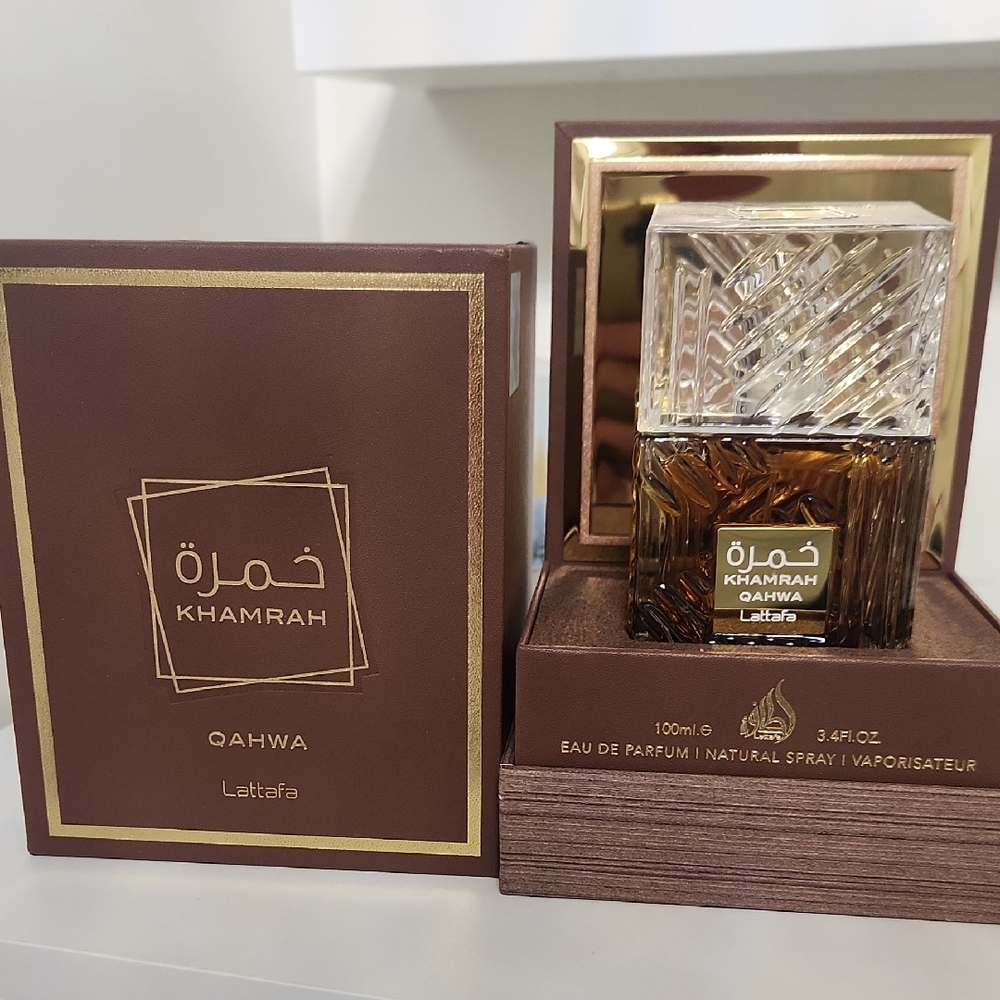 خمرة
KHAMRAH
QAHWA
Lattafa
خمرة
KHAMRAH
QAHWA
Lattafa
100ml.e 3.4Fl.OZ.
EAU DE PARFUM | NATURAL SPRAY | VAPORISATEUR